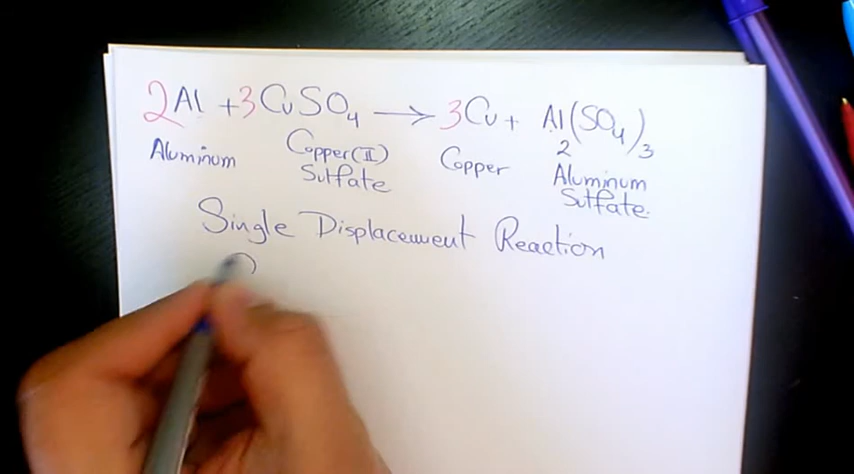 2Al + 3CuSO4 → 3Cu + Al2(SO4)3
Aluminum Copper(II) Sulfate Copper Aluminum Sulfate
Single Displacement Reaction